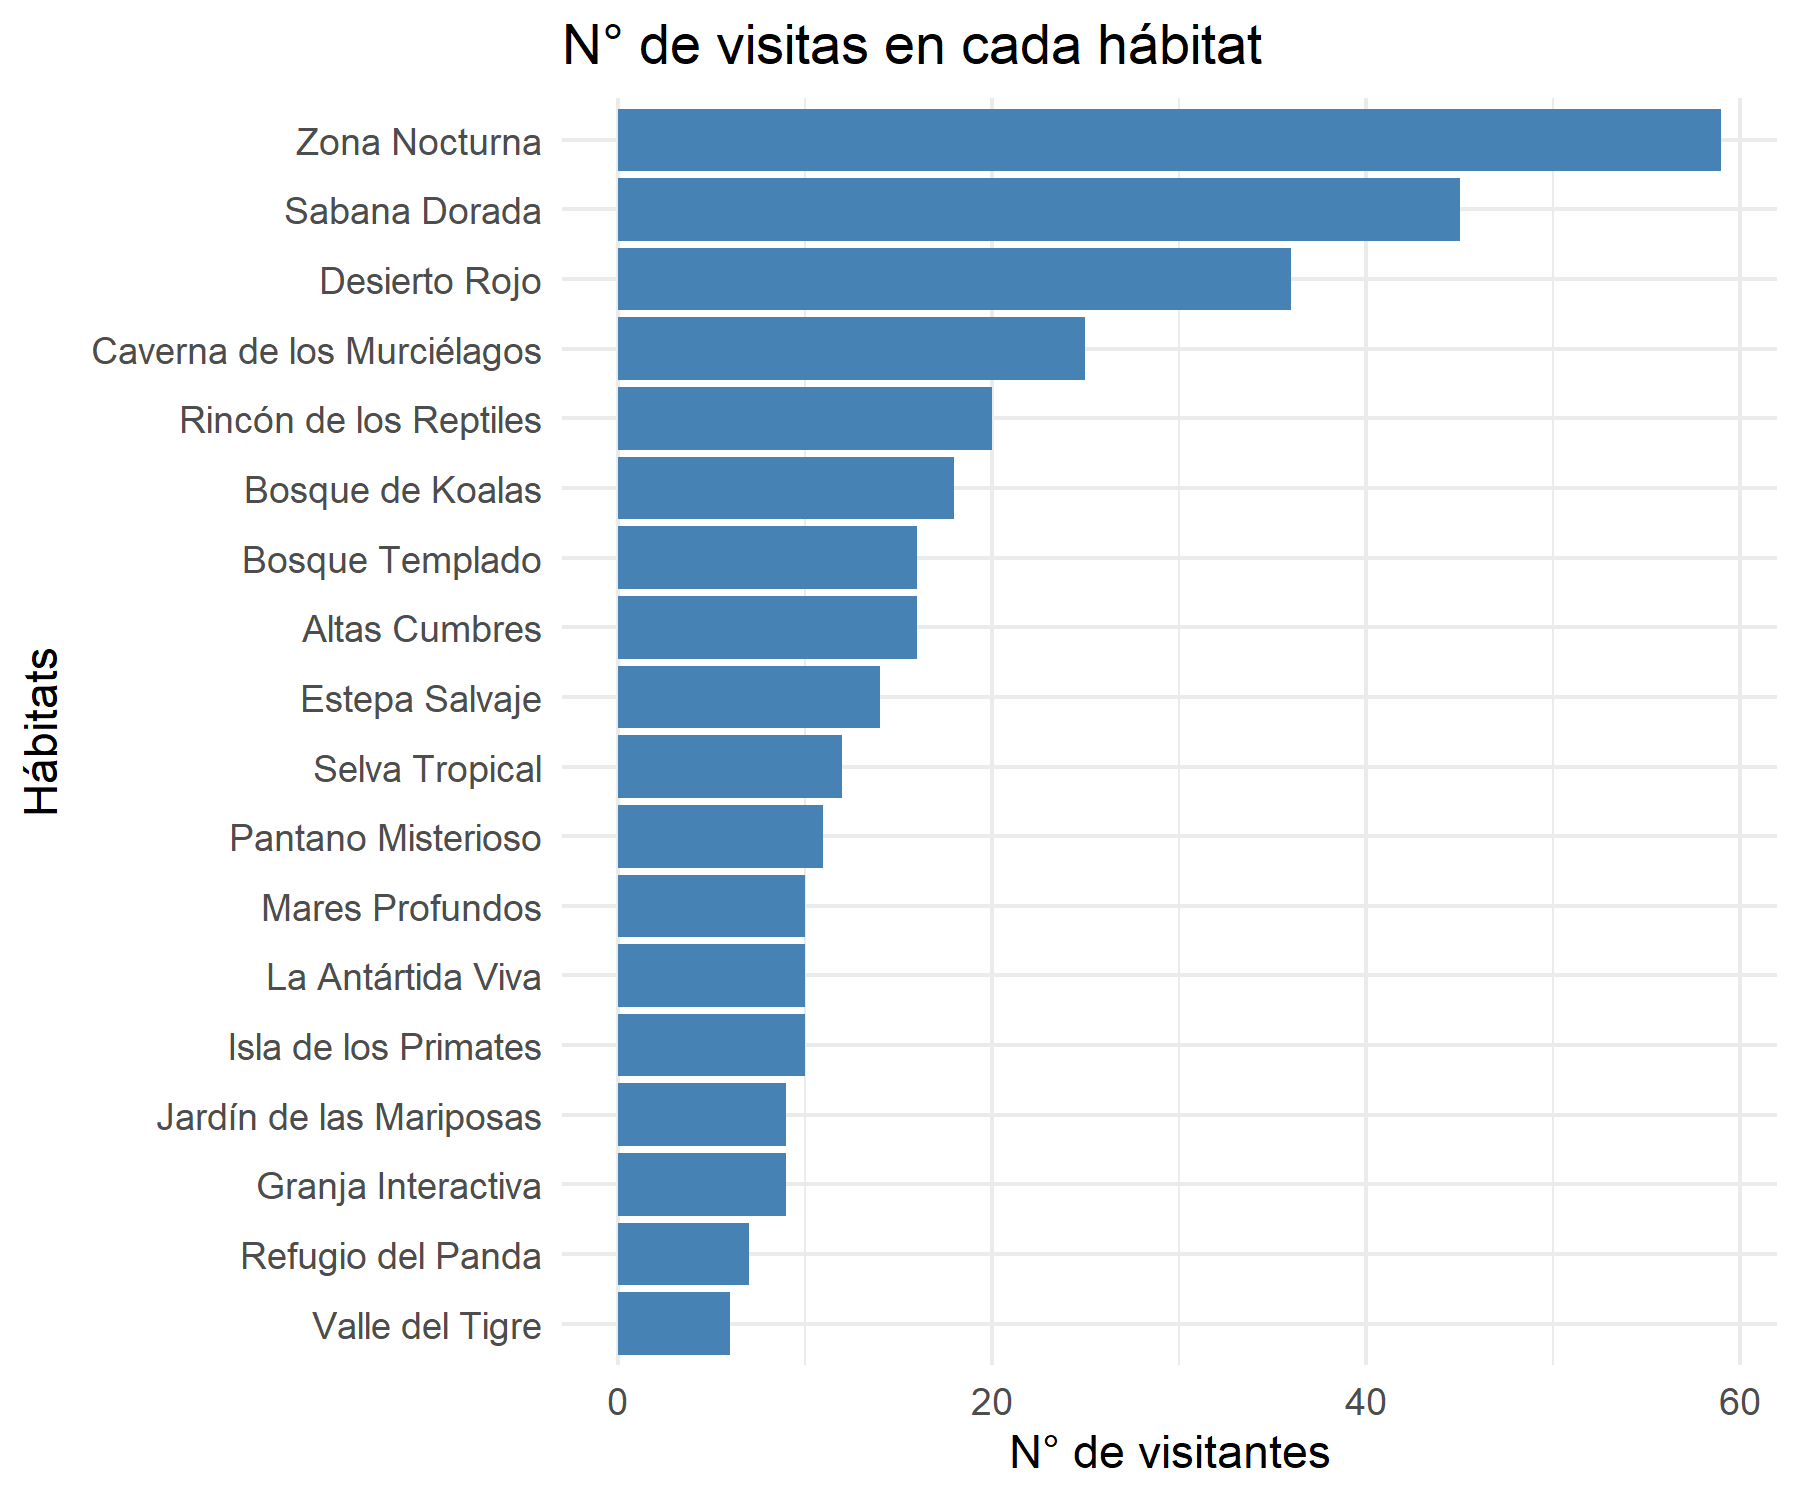 N° de visitas en cada hábitat
Zona Nocturna
Sabana Dorada
Desierto Rojo
Caverna de los Murciélagos
Rincón de los Reptiles
Bosque de Koalas
Bosque Templado
Altas Cumbres
Estepa Salvaje
Selva Tropical
Pantano Misterioso
Mares Profundos
La Antártida Viva
Isla de los Primates
Jardín de las Mariposas
Granja Interactiva
Refugio del Panda
Valle del Tigre
Hábitats
0 20 40 60
N° de visitantes